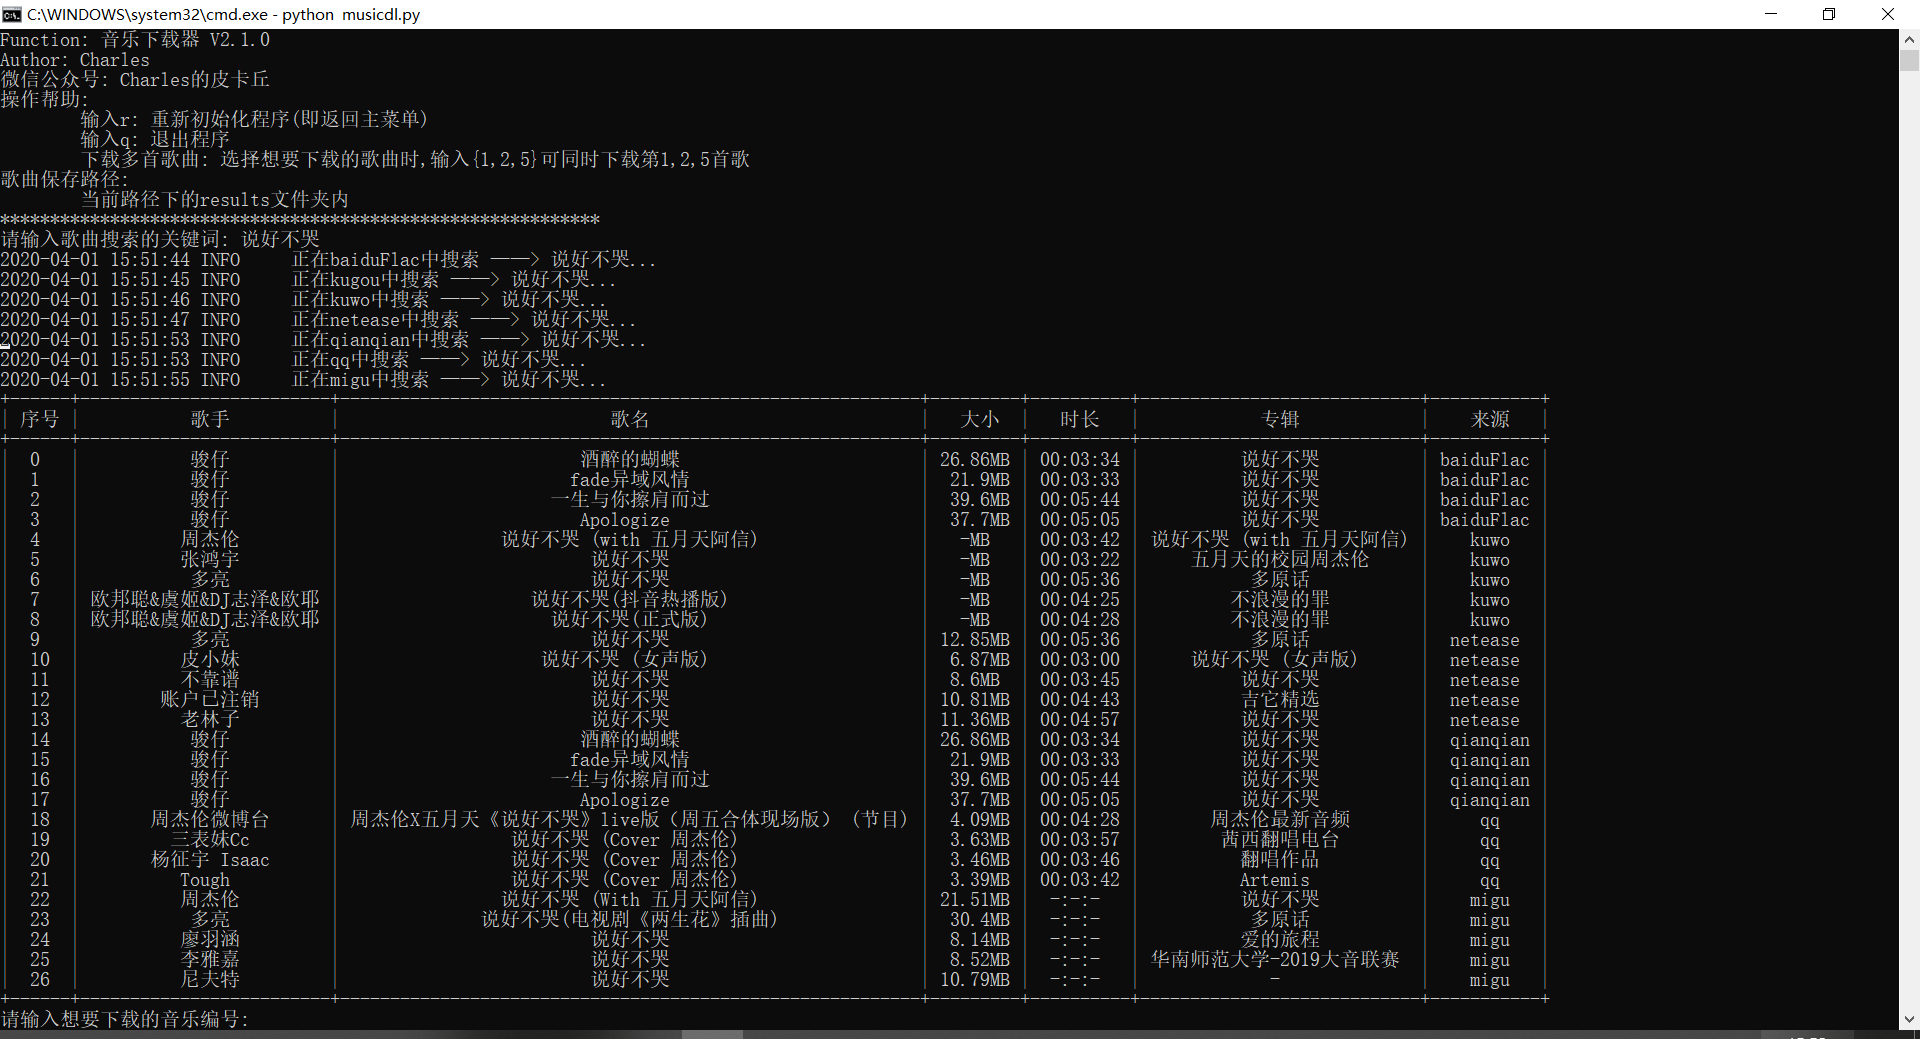 C:\WINDOWS\system32\cmd.exe - python  musicdl.py
Function: 音乐下载器 V2.1.0
Author: Charles
微信公众号: Charles的皮卡丘
操作帮助:
输入r: 重新初始化程序(即返回主菜单)
输入q: 退出程序
下载多首歌曲: 选择想要下载的歌曲时,输入{1,2,5}可同时下载第1,2,5首歌
歌曲保存路径:
当前路径下的results文件夹内
************************************************************
请输入歌曲搜索的关键词: 说好不哭
2020-04-01 15:51:44 INFO     正在baiduFlac中搜索 ——> 说好不哭...
2020-04-01 15:51:45 INFO     正在kugou中搜索 ——> 说好不哭...
2020-04-01 15:51:46 INFO     正在kuwo中搜索 ——> 说好不哭...
2020-04-01 15:51:47 INFO     正在netease中搜索 ——> 说好不哭...
2020-04-01 15:51:53 INFO     正在qianqian中搜索 ——> 说好不哭...
2020-04-01 15:51:53 INFO     正在qq中搜索 ——> 说好不哭...
2020-04-01 15:51:55 INFO     正在migu中搜索 ——> 说好不哭...
| 序号 | 歌手 | 歌名 | 大小 | 时长 | 专辑 | 来源 |
| 0 | 骏仔 | 酒醉的蝴蝶 | 26.86MB | 00:03:34 | 说好不哭 | baiduFlac |
| 1 | 骏仔 | fade异域风情 | 21.9MB | 00:03:33 | 说好不哭 | baiduFlac |
| 2 | 骏仔 | 一生与你擦肩而过 | 39.6MB | 00:05:44 | 说好不哭 | baiduFlac |
| 3 | 骏仔 | Apologize | 37.7MB | 00:05:05 | 说好不哭 | baiduFlac |
| 4 | 周杰伦 | 说好不哭 (with 五月天阿信) | -MB | 00:03:42 | 说好不哭 (with 五月天阿信) | kuwo |
| 5 | 张鸿宇 | 说好不哭 | -MB | 00:03:22 | 五月天的校园周杰伦 | kuwo |
| 6 | 多亮 | 说好不哭 | -MB | 00:05:36 | 多原话 | kuwo |
| 7 | 欧邦聪&虞姬&DJ志泽&欧耶 | 说好不哭(抖音热播版) | -MB | 00:04:25 | 不浪漫的罪 | kuwo |
| 8 | 欧邦聪&虞姬&DJ志泽&欧耶 | 说好不哭(正式版) | -MB | 00:04:28 | 不浪漫的罪 | kuwo |
| 9 | 多亮 | 说好不哭 | 12.85MB | 00:05:36 | 多原话 | netease |
| 10 | 皮小妹 | 说好不哭 (女声版) | 6.87MB | 00:03:00 | 说好不哭 (女声版) | netease |
| 11 | 不靠谱 | 说好不哭 | 8.6MB | 00:03:45 | 说好不哭 | netease |
| 12 | 账户已注销 | 说好不哭 | 10.81MB | 00:04:43 | 吉它精选 | netease |
| 13 | 老林子 | 说好不哭 | 11.36MB | 00:04:57 | 说好不哭 | netease |
| 14 | 骏仔 | 酒醉的蝴蝶 | 26.86MB | 00:03:34 | 说好不哭 | qianqian |
| 15 | 骏仔 | fade异域风情 | 21.9MB | 00:03:33 | 说好不哭 | qianqian |
| 16 | 骏仔 | 一生与你擦肩而过 | 39.6MB | 00:05:44 | 说好不哭 | qianqian |
| 17 | 骏仔 | Apologize | 37.7MB | 00:05:05 | 说好不哭 | qianqian |
| 18 | 周杰伦微博台 | 周杰伦X五月天《说好不哭》live版（周五合体现场版） (节目) | 4.09MB | 00:04:28 | 周杰伦最新音频 | qq |
| 19 | 三表妹Cc | 说好不哭 (Cover 周杰伦) | 3.63MB | 00:03:57 | 茜西翻唱电台 | qq |
| 20 | 杨征宇 Isaac | 说好不哭 (Cover 周杰伦) | 3.46MB | 00:03:46 | 翻唱作品 | qq |
| 21 | Tough | 说好不哭 (Cover 周杰伦) | 3.39MB | 00:03:42 | Artemis | qq |
| 22 | 周杰伦 | 说好不哭 (With 五月天阿信) | 21.51MB | -:-:- | 说好不哭 | migu |
| 23 | 多亮 | 说好不哭(电视剧《两生花》插曲) | 30.4MB | -:-:- | 多原话 | migu |
| 24 | 廖羽涵 | 说好不哭 | 8.14MB | -:-:- | 爱的旅程 | migu |
| 25 | 李雅嘉 | 说好不哭 | 8.52MB | -:-:- | 华南师范大学-2019大音联赛 | migu |
| 26 | 尼夫特 | 说好不哭 | 10.79MB | -:-:- | - | migu |
请输入想要下载的音乐编号: